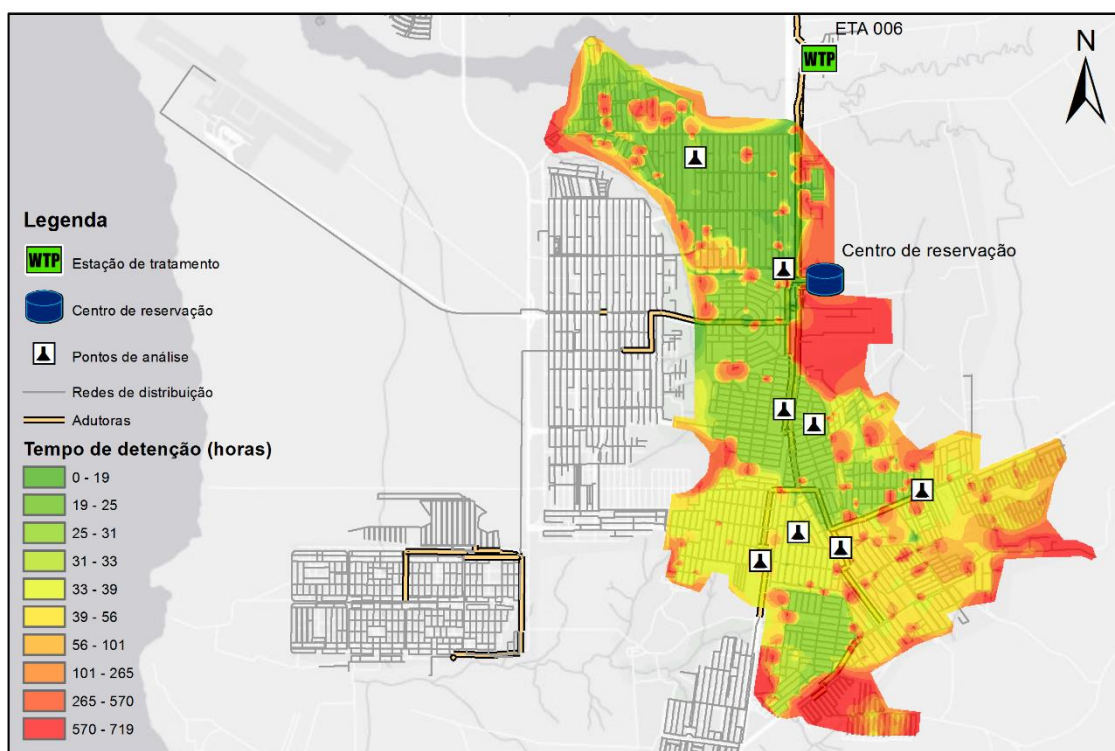 ETA 006
WTP
N
Centro de reservação
Legenda
WTP Estação de tratamento
Centro de reservação
Pontos de análise
Redes de distribuição
Adutoras
Tempo de detenção (horas)
0 - 19
19 - 25
25 - 31
31 - 33
33 - 39
39 - 56
56 - 101
101 - 265
265 - 570
570 - 719